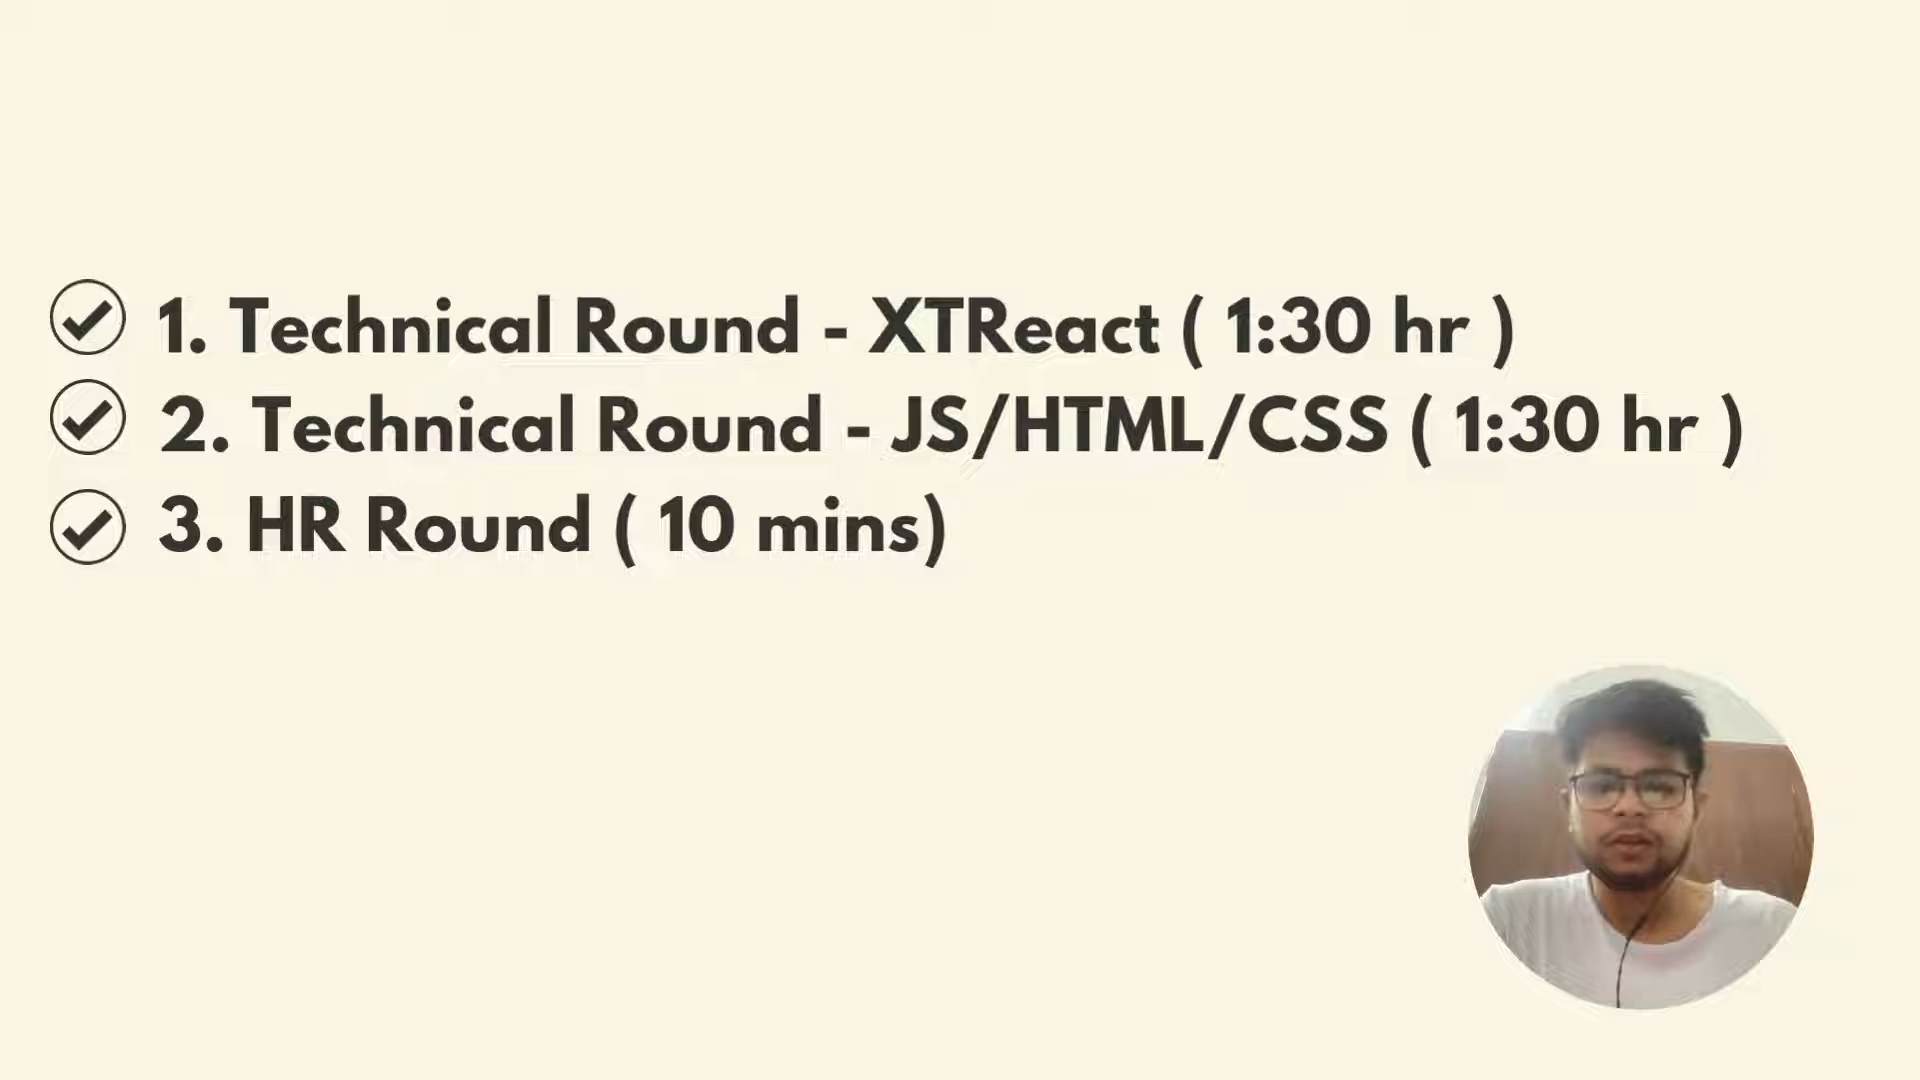 1. Technical Round - XTReact ( 1:30 hr )
2. Technical Round - JS/HTML/CSS ( 1:30 hr )
3. HR Round ( 10 mins)